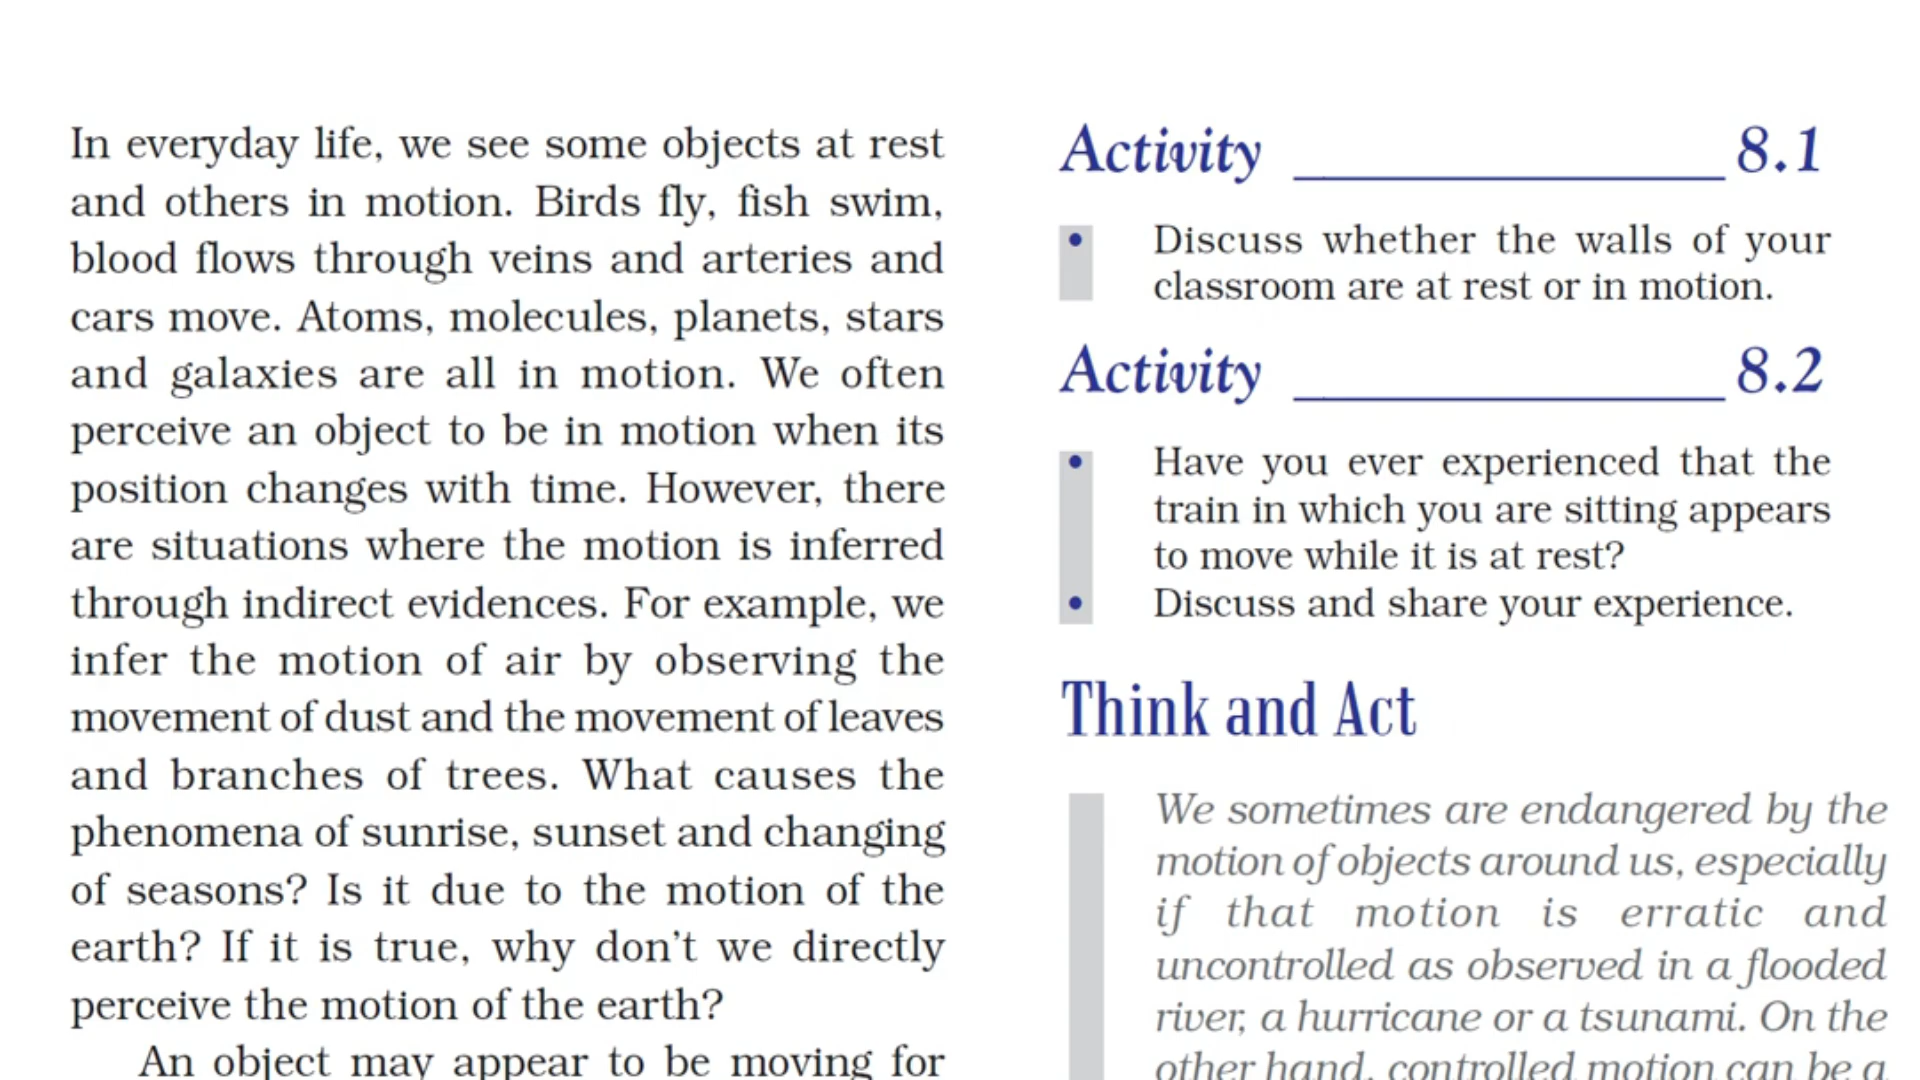 In everyday life, we see some objects at rest
and others in motion. Birds fly, fish swim,
blood flows through veins and arteries and
cars move. Atoms, molecules, planets, stars
and galaxies are all in motion. We often
perceive an object to be in motion when its
position changes with time. However, there
are situations where the motion is inferred
through indirect evidences. For example, we
infer the motion of air by observing the
movement of dust and the movement of leaves
and branches of trees. What causes the
phenomena of sunrise, sunset and changing
of seasons? Is it due to the motion of the
earth? If it is true, why don't we directly
perceive the motion of the earth?
An object may appear to be moving for
Activity 8.1
• Discuss whether the walls of your
classroom are at rest or in motion.
Activity 8.2
• Have you ever experienced that the
train in which you are sitting appears
to move while it is at rest?
• Discuss and share your experience.
Think and Act
We sometimes are endangered by the
motion of objects around us, especially
if that motion is erratic and
uncontrolled as observed in a flooded
river, a hurricane or a tsunami. On the
other hand, controlled motion can be a